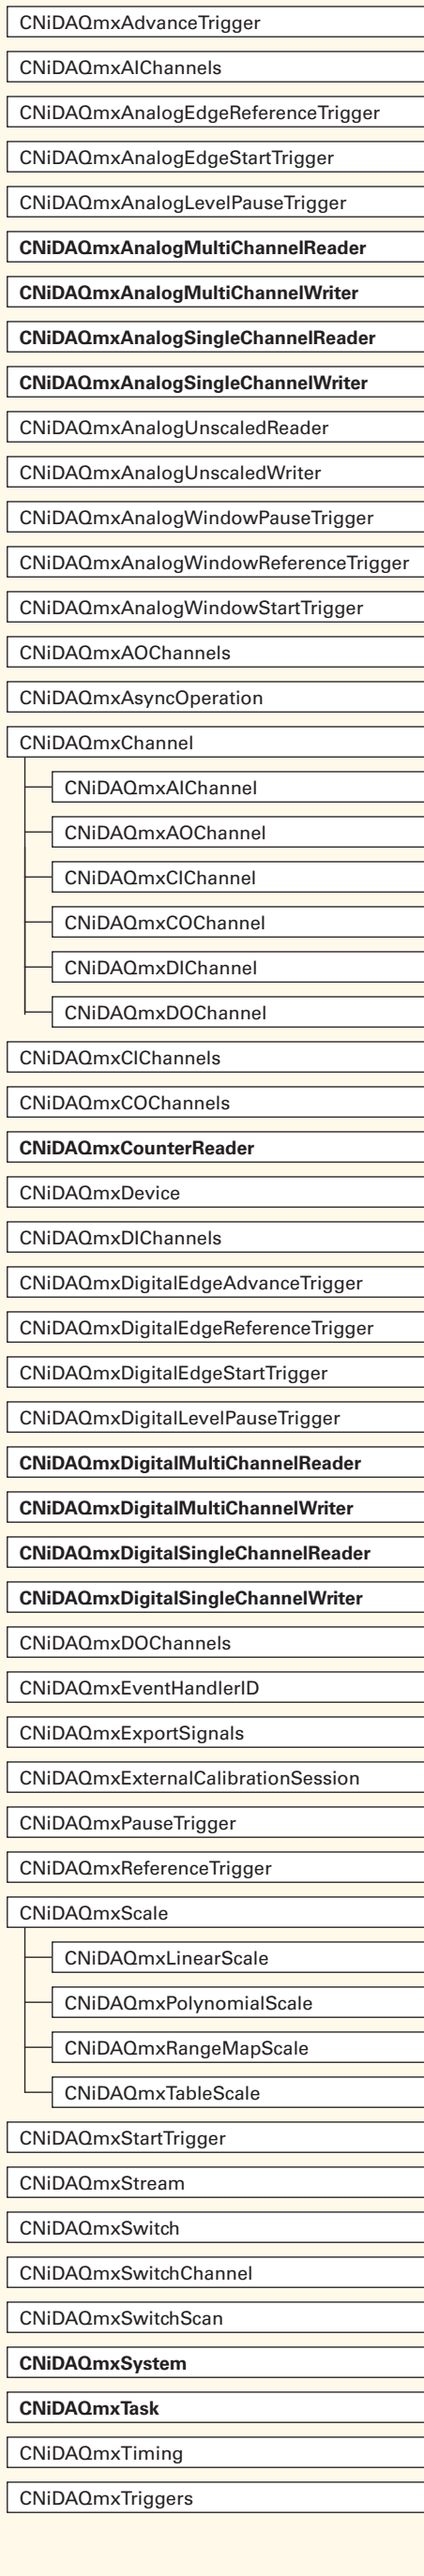 CNiDAQmxAdvanceTrigger
CNiDAQmxAIChannels
CNiDAQmxAnalogEdgeReferenceTrigger
CNiDAQmxAnalogEdgeStartTrigger
CNiDAQmxAnalogLevelPauseTrigger
CNiDAQmxAnalogMultiChannelReader
CNiDAQmxAnalogMultiChannelWriter
CNiDAQmxAnalogSingleChannelReader
CNiDAQmxAnalogSingleChannelWriter
CNiDAQmxAnalogUnscaledReader
CNiDAQmxAnalogUnscaledWriter
CNiDAQmxAnalogWindowPauseTrigger
CNiDAQmxAnalogWindowReferenceTrigger
CNiDAQmxAnalogWindowStartTrigger
CNiDAQmxAOChannels
CNiDAQmxAsyncOperation
CNiDAQmxChannel
CNiDAQmxAIChannel
CNiDAQmxAOChannel
CNiDAQmxCIChannel
CNiDAQmxCOChannel
CNiDAQmxDIChannel
CNiDAQmxDOChannel
CNiDAQmxCIChannels
CNiDAQmxCOChannels
CNiDAQmxCounterReader
CNiDAQmxDevice
CNiDAQmxDIChannels
CNiDAQmxDigitalEdgeAdvanceTrigger
CNiDAQmxDigitalEdgeReferenceTrigger
CNiDAQmxDigitalEdgeStartTrigger
CNiDAQmxDigitalLevelPauseTrigger
CNiDAQmxDigitalMultiChannelReader
CNiDAQmxDigitalMultiChannelWriter
CNiDAQmxDigitalSingleChannelReader
CNiDAQmxDigitalSingleChannelWriter
CNiDAQmxDOChannels
CNiDAQmxEventHandlerID
CNiDAQmxExportSignals
CNiDAQmxExternalCalibrationSession
CNiDAQmxPauseTrigger
CNiDAQmxReferenceTrigger
CNiDAQmxScale
CNiDAQmxLinearScale
CNiDAQmxPolynomialScale
CNiDAQmxRangeMapScale
CNiDAQmxTableScale
CNiDAQmxStartTrigger
CNiDAQmxStream
CNiDAQmxSwitch
CNiDAQmxSwitchChannel
CNiDAQmxSwitchScan
CNiDAQmxSystem
CNiDAQmxTask
CNiDAQmxTiming
CNiDAQmxTriggers